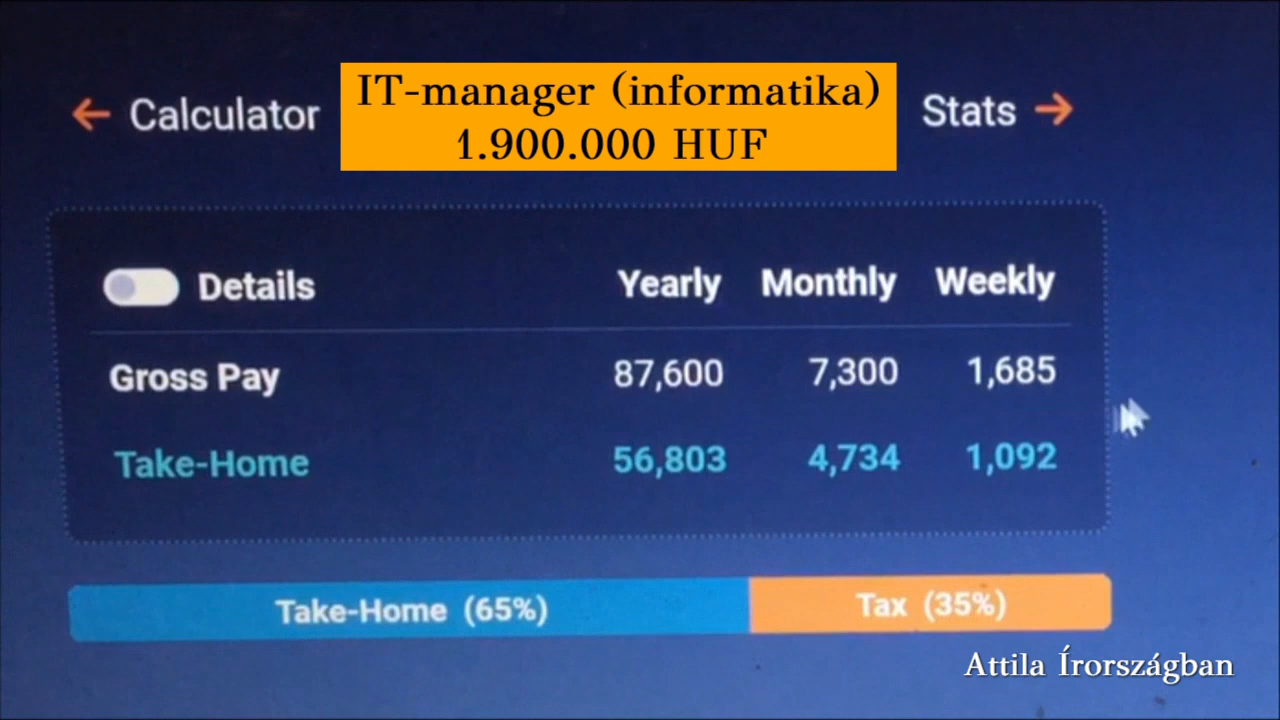 Calculator
IT-manager (informatika)
1.900.000 HUF
Stats
Details Yearly Monthly Weekly
Gross Pay 87,600 7,300 1,685
Take-Home 56,803 4,734 1,092
Take-Home (65%) Tax (35%)
Attila Írországban